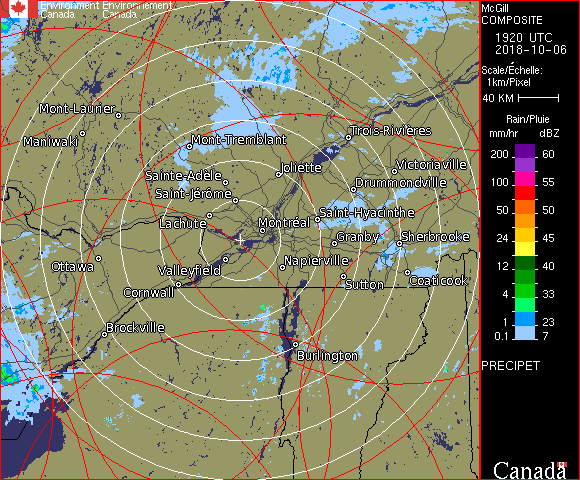 Environment Environnement
Canada Canada
McGill
COMPOSITE
1920 UTC
2018-10-06
Scale/Échelle:
1km/Pixel
40 KM
Rain/Pluie
mm/hr dBZ
200 60
100 55
50 50
24 45
12 40
4 33
1 23
0.1 7
PRECIPET
Canada
Mont-Laurier
Maniwaki
Mont-Tremblant
Trois-Rivières
Sainte-Adèle
Joliette
Victoriaville
Saint-Jérôme
Drummondville
Lachute
Montréal
Saint-Hyacinthe
Granby
Sherbrooke
Ottawa
Valleyfield
Napierville
Cornwall
Sutton
Coaticook
Brockville
Burlington